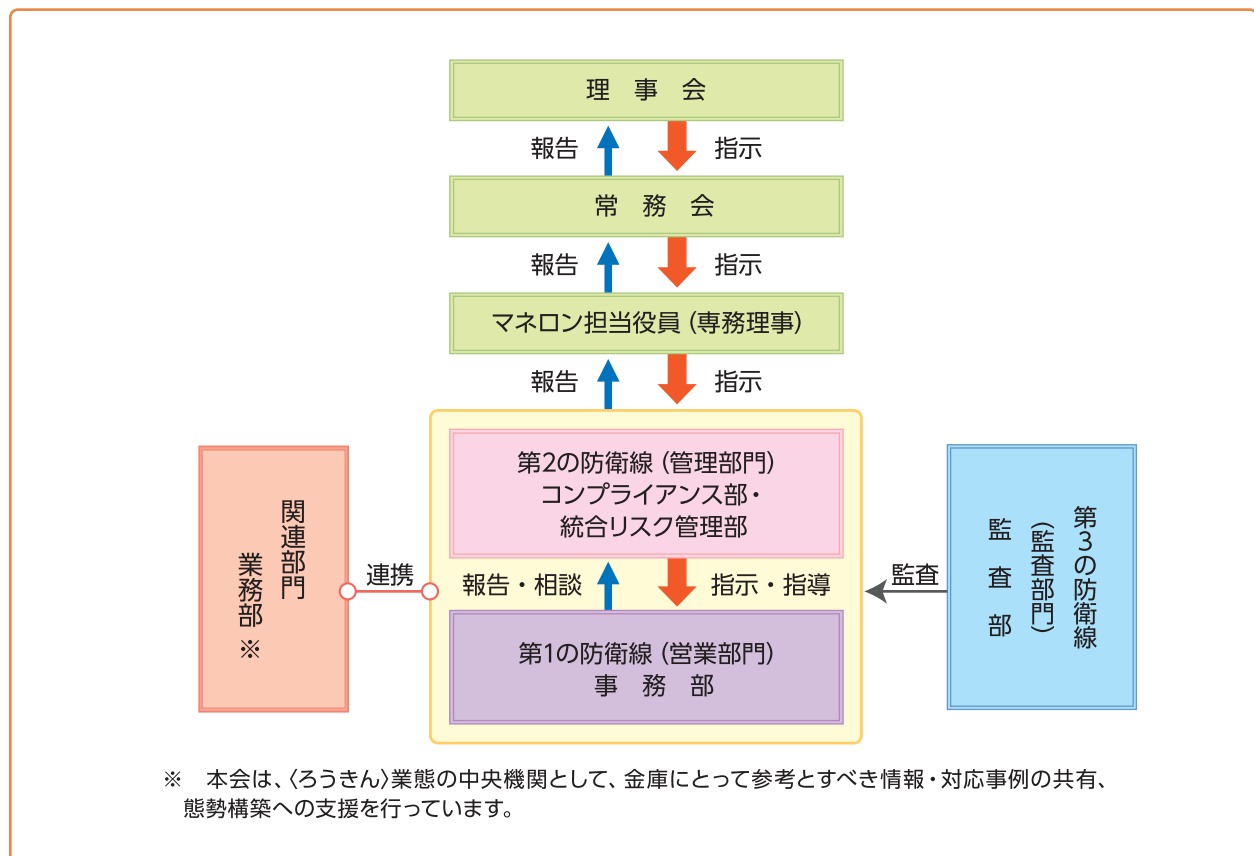 理 事 会
報告
指示
常 務 会
報告
指示
マネロン担当役員（専務理事）
報告
指示
第2の防衛線（管理部門）
コンプライアンス部・
統合リスク管理部
関連部門
業務部 ※
連携
報告・相談
指示・指導
監査
第3の防衛線
（監査部門）
監 査 部
第1の防衛線（営業部門）
事 務 部
※ 本会は、〈ろうきん〉業態の中央機関として、金庫にとって参考とすべき情報・対応事例の共有、
態勢構築への支援を行っています。